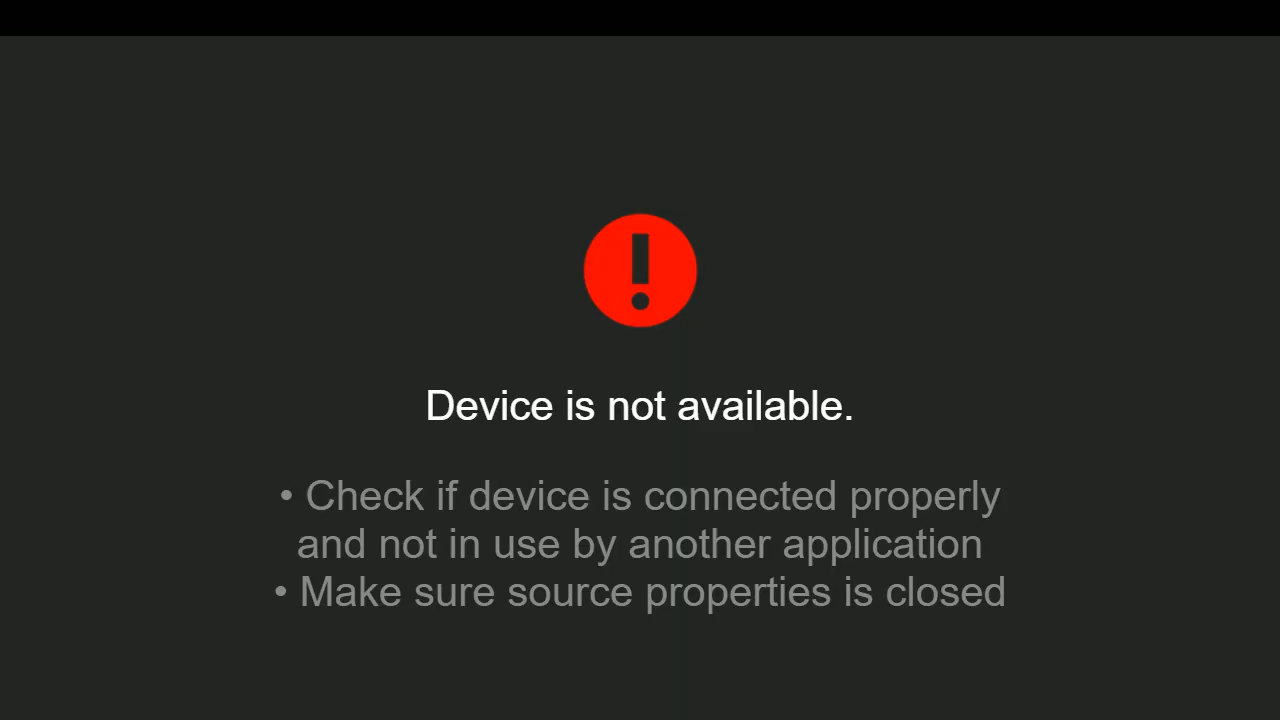 Device is not available.
• Check if device is connected properly
and not in use by another application
• Make sure source properties is closed